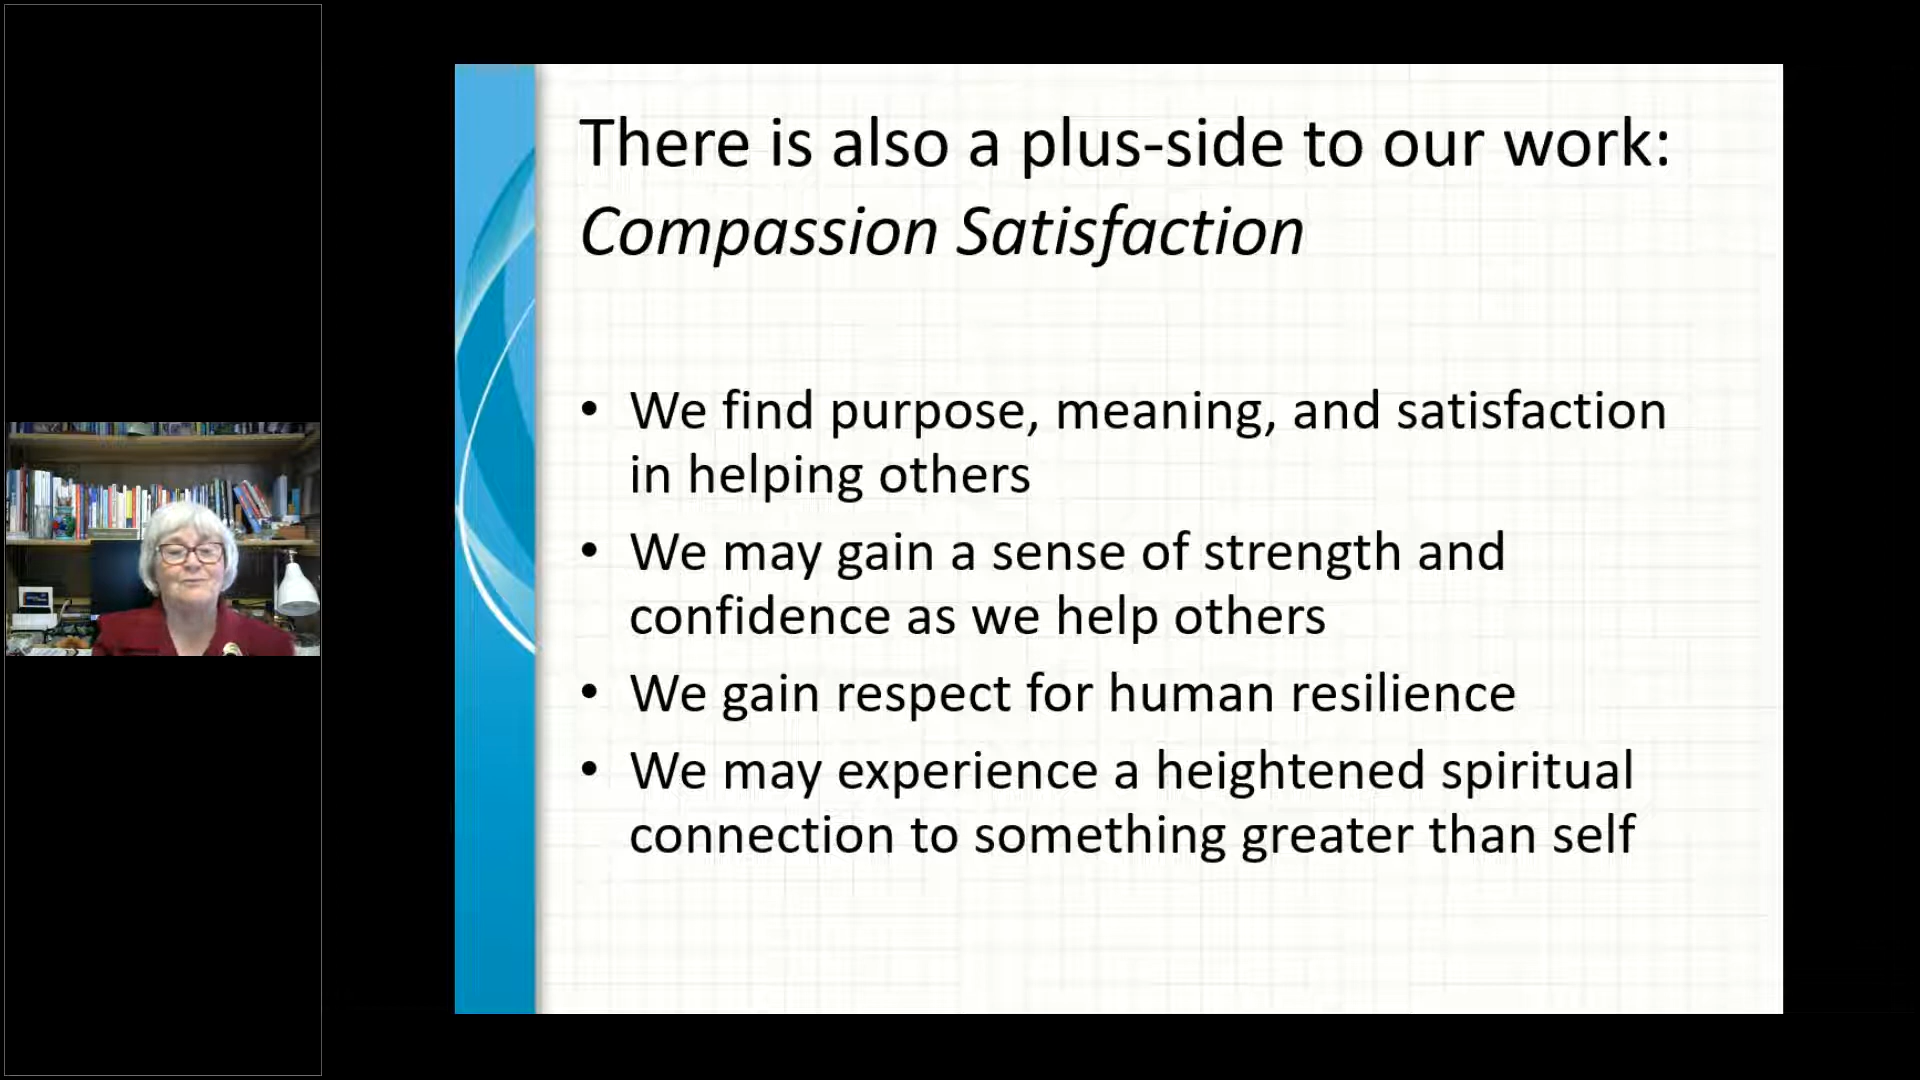 There is also a plus-side to our work:
Compassion Satisfaction
• We find purpose, meaning, and satisfaction
in helping others
• We may gain a sense of strength and
confidence as we help others
• We gain respect for human resilience
• We may experience a heightened spiritual
connection to something greater than self